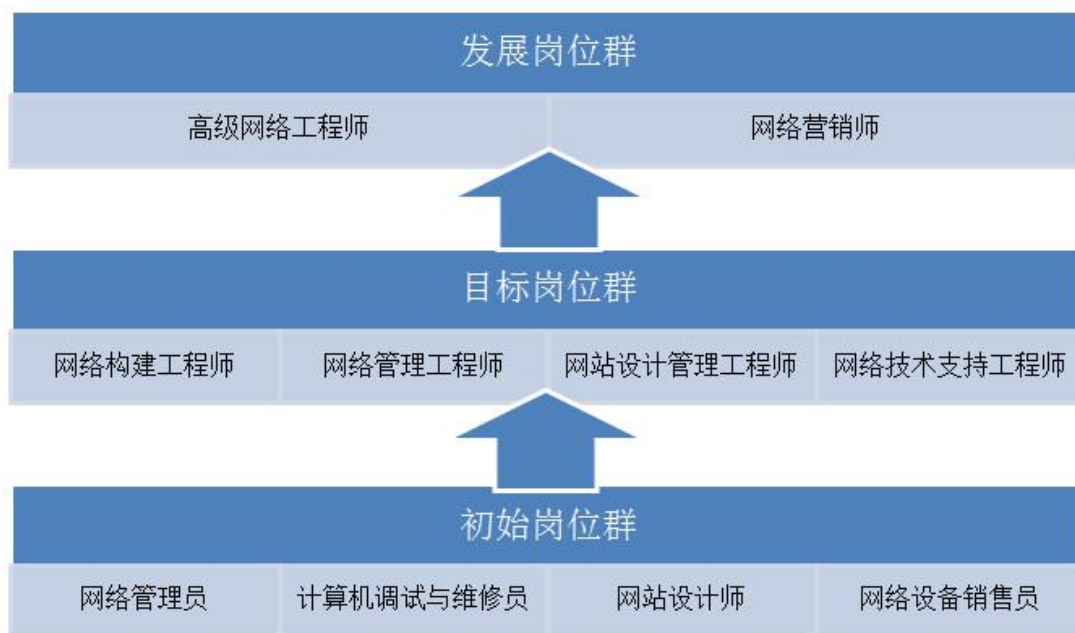 发展岗位群
高级网络工程师 网络营销师
目标岗位群
网络构建工程师 网络管理工程师 网站设计管理工程师 网络技术支持工程师
初始岗位群
网络管理员 计算机调试与维修员 网站设计师 网络设备销售员